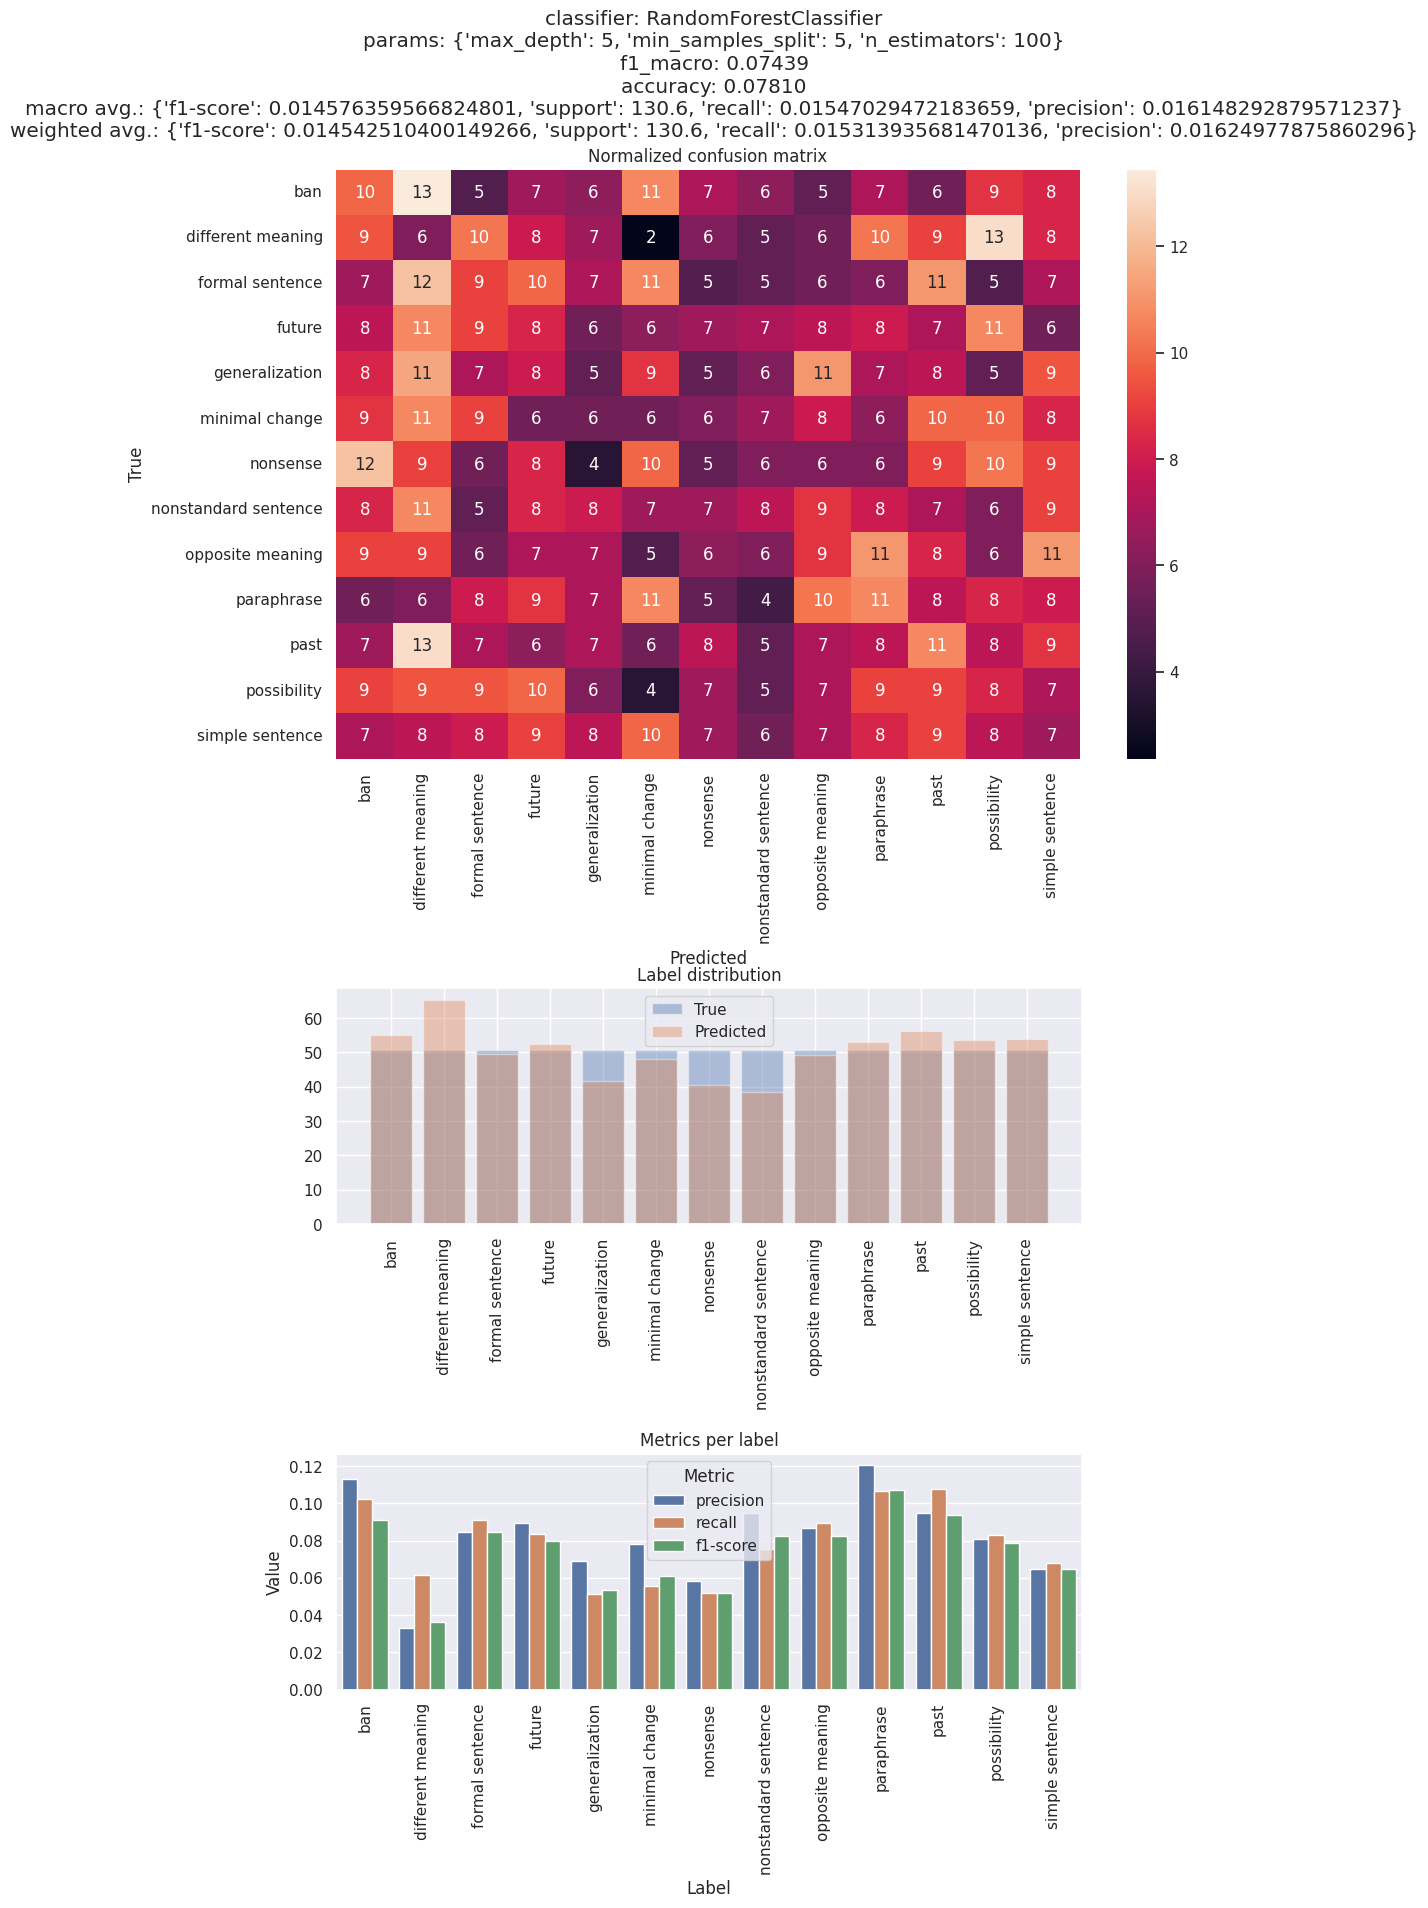 classifier: RandomForestClassifier
params: {'max_depth': 5, 'min_samples_split': 5, 'n_estimators': 100}
f1_macro: 0.07439
accuracy: 0.07810
macro avg.: {'f1-score': 0.014576359566824801, 'support': 130.6, 'recall': 0.01547029472183659, 'precision': 0.016148292879571237}
weighted avg.: {'f1-score': 0.014542510400149266, 'support': 130.6, 'recall': 0.015313935681470136, 'precision': 0.01624977875860296}
Normalized confusion matrix
True
ban 10 13 5 7 6 11 7 6 5 7 6 9 8
different meaning 9 6 10 8 7 2 6 5 6 10 9 13 8
formal sentence 7 12 9 10 7 11 5 5 6 6 11 5 7
future 8 11 9 8 6 6 7 7 8 8 7 11 6
generalization 8 11 7 8 5 9 5 6 11 7 8 5 9
minimal change 9 11 9 6 6 6 6 7 8 6 10 10 8
nonsense 12 9 6 8 4 10 5 6 6 6 9 10 9
nonstandard sentence 8 11 5 8 8 7 7 8 9 8 7 6 9
opposite meaning 9 9 6 7 7 5 6 6 9 11 8 6 11
paraphrase 6 6 8 9 7 11 5 4 10 11 8 8 8
past 7 13 7 6 7 6 8 5 7 8 11 8 9
possibility 9 9 9 10 6 4 7 5 7 9 9 8 7
simple sentence 7 8 8 9 8 10 7 6 7 8 9 8 7
12
10
8
6
4
ban different meaning formal sentence future generalization minimal change nonsense nonstandard sentence opposite meaning paraphrase past possibility simple sentence
Predicted
Label distribution
True
Predicted
60
50
40
30
20
10
0
ban different meaning formal sentence future generalization minimal change nonsense nonstandard sentence opposite meaning paraphrase past possibility simple sentence
Metrics per label
Metric
precision
recall
f1-score
Value
0.12
0.10
0.08
0.06
0.04
0.02
0.00
ban different meaning formal sentence future generalization minimal change nonsense nonstandard sentence opposite meaning paraphrase past possibility simple sentence
Label